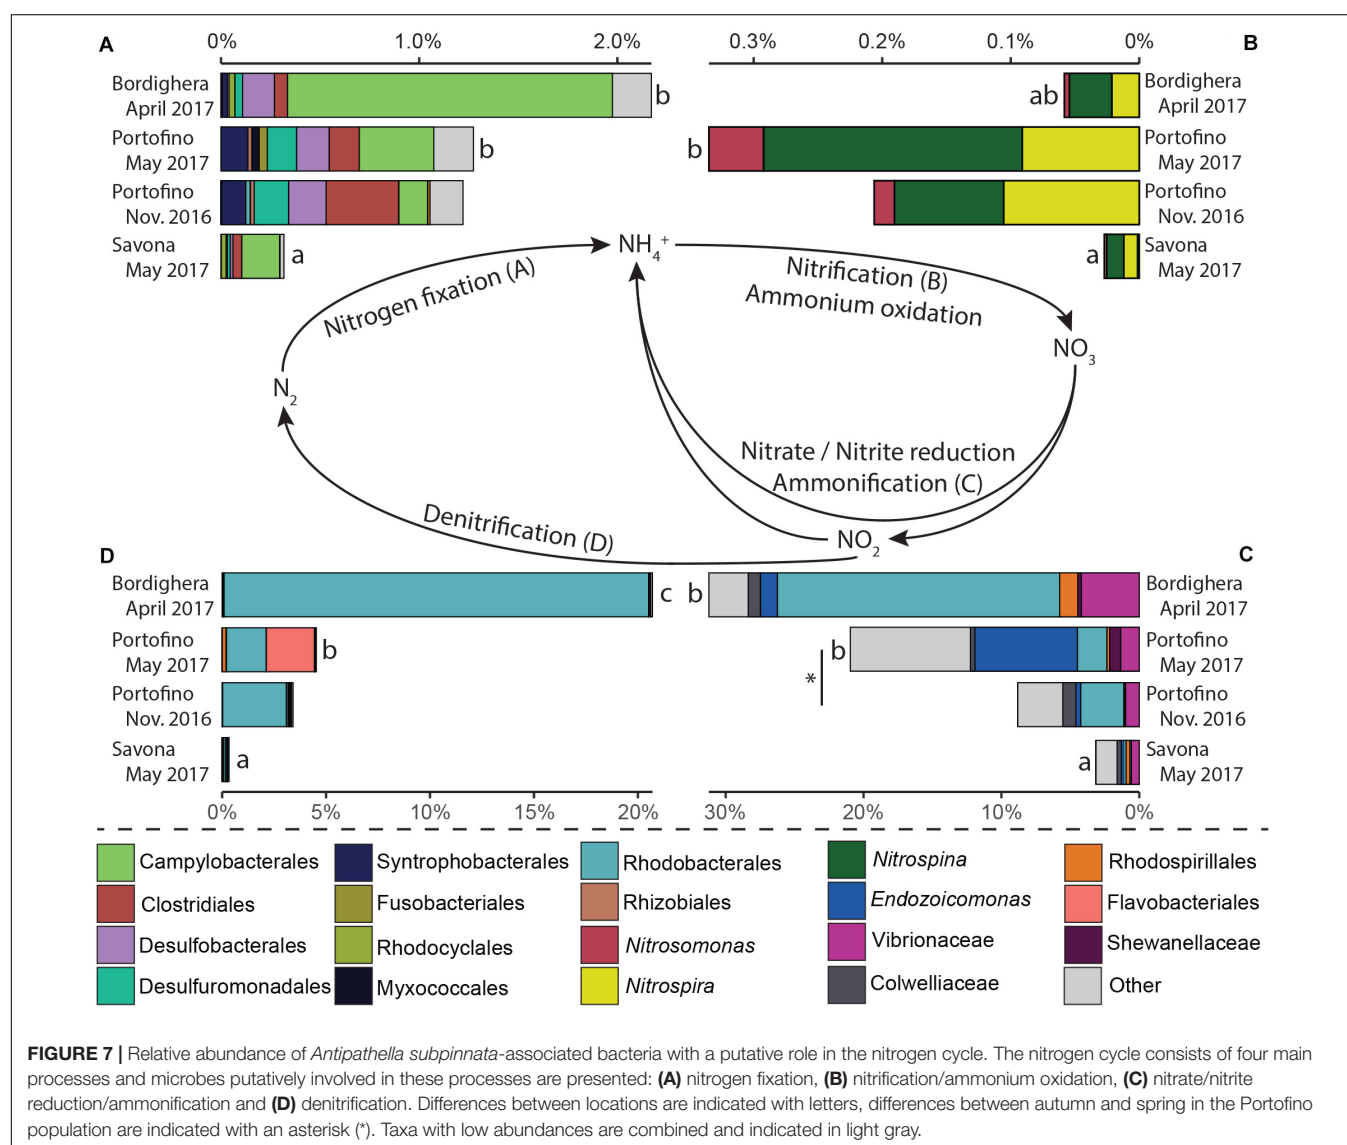 A
0% 1.0% 2.0%
0.3% 0.2% 0.1% 0%
B
Bordighera
April 2017
b
ab
Bordighera
April 2017
Portofino
May 2017
b
b
Portofino
May 2017
Portofino
Nov. 2016
Portofino
Nov. 2016
Savona
May 2017
a
a
Savona
May 2017
NH4+
Nitrogen fixation (A)
Nitrification (B)
Ammonium oxidation
NO3
N2
Nitrate / Nitrite reduction
Ammonification (C)
Denitrification (D)
NO2
D
C
Bordighera
April 2017
c
b
Bordighera
April 2017
Portofino
May 2017
b
b
*
Portofino
May 2017
Portofino
Nov. 2016
Portofino
Nov. 2016
Savona
May 2017
a
a
Savona
May 2017
0% 5% 10% 15% 20%
30% 20% 10% 0%
Campylobacterales
Clostridiales
Desulfobacterales
Desulfuromonadales
Syntrophobacterales
Fusobacteriales
Rhodocyclales
Myxococcales
Rhodobacterales
Rhizobiales
Nitrosomonas
Nitrospira
Nitrospina
Endozoicomonas
Vibrionaceae
Colwelliaceae
Rhodospirillales
Flavobacteriales
Shewanellaceae
Other
FIGURE 7 | Relative abundance of Antipathella subpinnata-associated bacteria with a putative role in the nitrogen cycle. The nitrogen cycle consists of four main
processes and microbes putatively involved in these processes are presented: (A) nitrogen fixation, (B) nitrification/ammonium oxidation, (C) nitrate/nitrite
reduction/ammonification and (D) denitrification. Differences between locations are indicated with letters, differences between autumn and spring in the Portofino
population are indicated with an asterisk (*). Taxa with low abundances are combined and indicated in light gray.